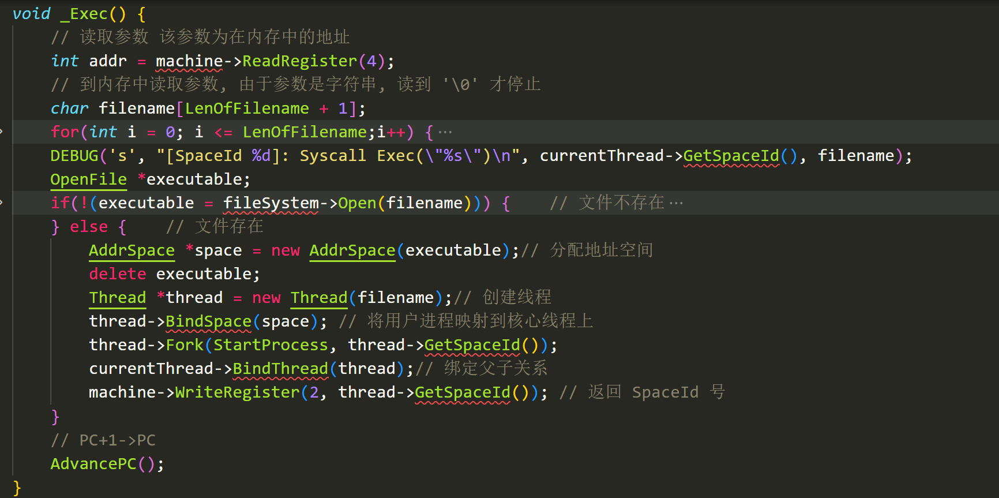 void _Exec() {
// 读取参数 该参数为在内存中的地址
int addr = machine->ReadRegister(4);
// 到内存中读取参数, 由于参数是字符串, 读到 '\0' 才停止
char filename[LenOfFilename + 1];
for(int i = 0; i <= LenOfFilename;i++) {…
DEBUG('s', "[SpaceId %d]: Syscall Exec(\"%s\")\n", currentThread->GetSpaceId(), filename);
OpenFile *executable;
if(!(executable = fileSystem->Open(filename))) {    // 文件不存在…
} else {    // 文件存在
AddrSpace *space = new AddrSpace(executable);// 分配地址空间
delete executable;
Thread *thread = new Thread(filename);// 创建线程
thread->BindSpace(space); // 将用户进程映射到核心线程上
thread->Fork(StartProcess, thread->GetSpaceId());
currentThread->BindThread(thread);// 绑定父子关系
machine->WriteRegister(2, thread->GetSpaceId()); // 返回 SpaceId 号
}
// PC+1->PC
AdvancePC();
}